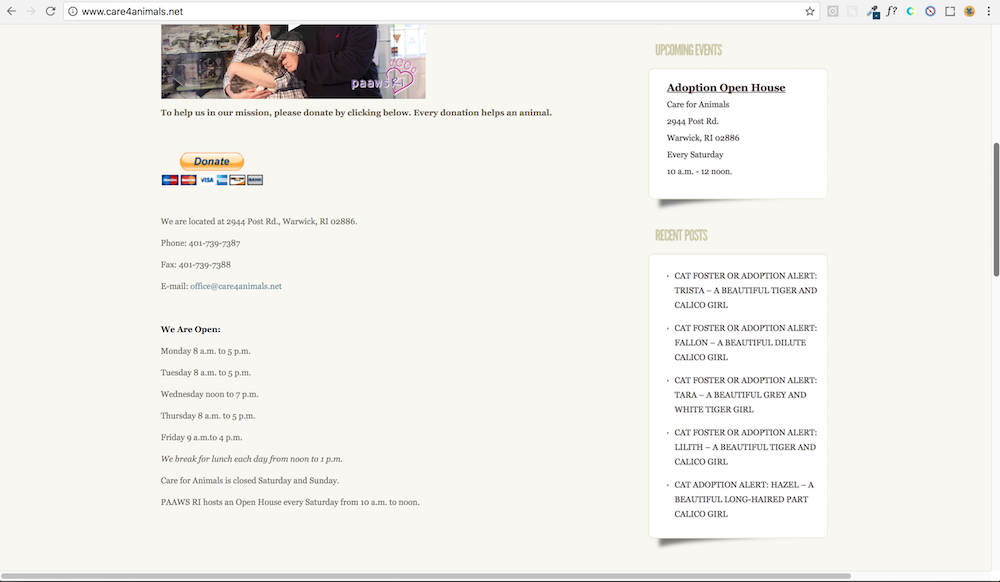 www.care4animals.net
f?
UPCOMING EVENTS
paaws RI
Adoption Open House
Care for Animals
2944 Post Rd.
Warwick, RI 02886
Every Saturday
10 a.m. - 12 noon.
To help us in our mission, please donate by clicking below. Every donation helps an animal.
Donate
VISA
We are located at 2944 Post Rd., Warwick, RI 02886.
Phone: 401-739-7387
Fax: 401-739-7388
E-mail: office@care4animals.net
We Are Open:
Monday 8 a.m. to 5 p.m.
Tuesday 8 a.m. to 5 p.m.
Wednesday noon to 7 p.m.
Thursday 8 a.m. to 5 p.m.
Friday 9 a.m.to 4 p.m.
We break for lunch each day from noon to 1 p.m.
Care for Animals is closed Saturday and Sunday.
PAAWS RI hosts an Open House every Saturday from 10 a.m. to noon.
RECENT POSTS
CAT FOSTER OR ADOPTION ALERT:
TRISTA – A BEAUTIFUL TIGER AND
CALICO GIRL
CAT FOSTER OR ADOPTION ALERT:
FALLON – A BEAUTIFUL DILUTE
CALICO GIRL
CAT FOSTER OR ADOPTION ALERT:
TARA – A BEAUTIFUL GREY AND
WHITE TIGER GIRL
CAT FOSTER OR ADOPTION ALERT:
LILITH – A BEAUTIFUL TIGER AND
CALICO GIRL
CAT ADOPTION ALERT: HAZEL – A
BEAUTIFUL LONG-HAIRED PART
CALICO GIRL